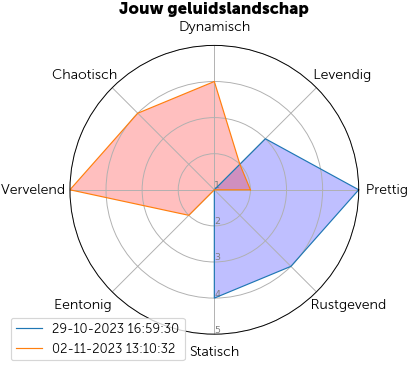 Jouw geluidslandschap
Dynamisch
Chaotisch
Levendig
Vervelend
1
Prettig
2
3
4
Eentonig
Rustgevend
5
Statisch
29-10-2023 16:59:30
02-11-2023 13:10:32